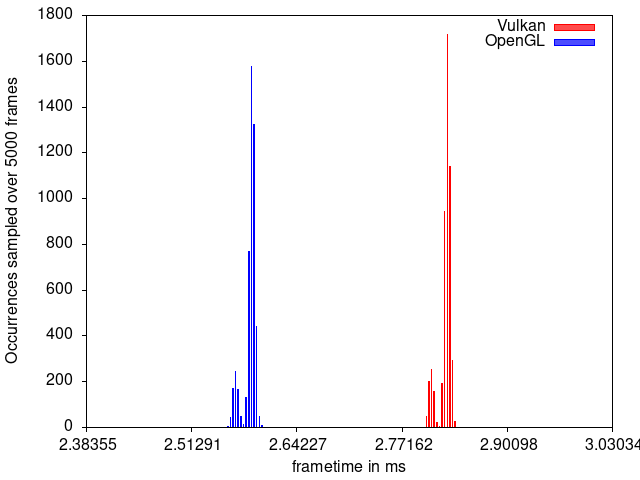 1800
1600
1400
1200
1000
800
600
400
200
0
Occurrences sampled over 5000 frames
Vulkan
OpenGL
2.38355 2.51291 2.64227 2.77162 2.90098 3.03034
frametime in ms